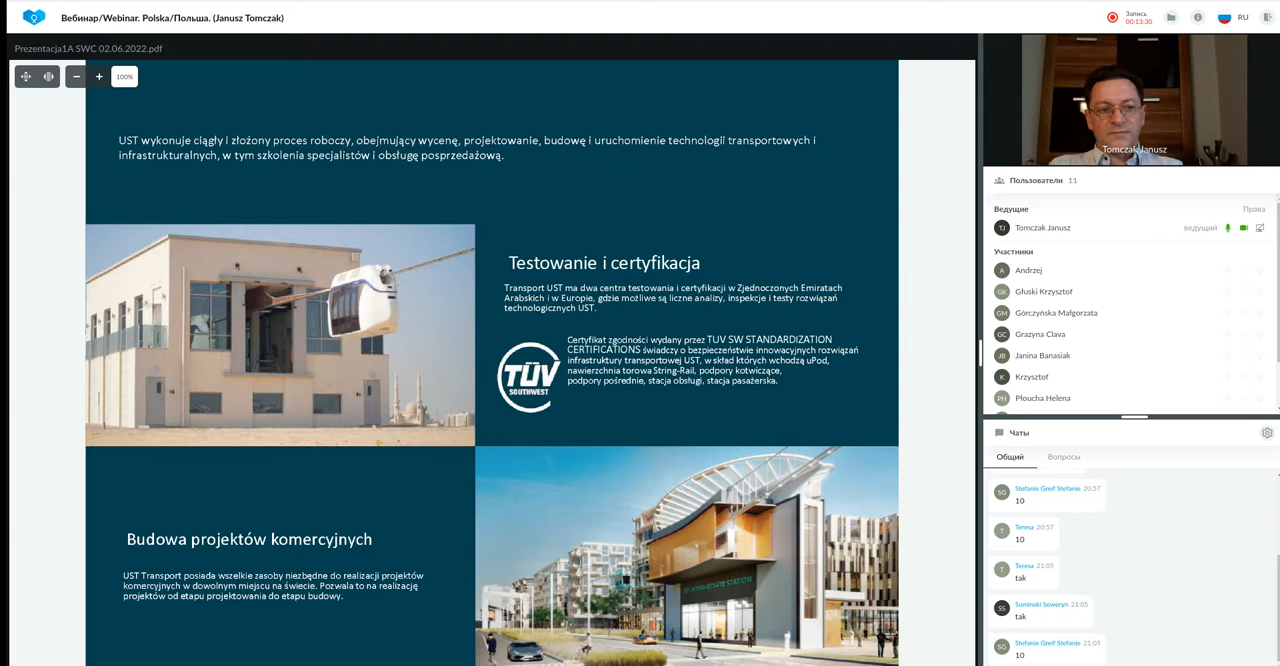 Вебинар/Webinar. Polska/Польша. (Janusz Tomczak)
Запись
00:13:30
RU
Prezentacja1A SWC 02.06.2022.pdf
100%
UST wykonuje ciągły i złożony proces roboczy, obejmujący wycenę, projektowanie, budowę i uruchomienie technologii transportowych i
infrastrukturalnych, w tym szkolenia specjalistów i obsługę posprzedażową.
Testowanie i certyfikacja
Transport UST ma dwa centra testowania i certyfikacji w Zjednoczonych Emiratach
Arabskich i w Europie, gdzie możliwe są liczne analizy, inspekcje i testy rozwiązań
technologicznych UST.
TÜV
SOUTHWEST
Certyfikat zgodności wydany przez TUV SW STANDARDIZATION
CERTIFICATIONS świadczy o bezpieczeństwie innowacyjnych rozwiązań
infrastruktury transportowej UST, w skład których wchodzą uPod,
nawierzchnia torowa String-Rail, podpory kotwiczące,
podpory pośrednie, stacja obsługi, stacja pasażerska.
Budowa projektów komercyjnych
UST Transport posiada wszelkie zasoby niezbędne do realizacji projektów
komercyjnych w dowolnym miejscu na świecie. Pozwala to na realizację
projektów od etapu projektowania do etapu budowy.
INTERMEDIATE STATION
Tomczak Janusz
Пользователи 11
Ведущие Права
TJ Tomczak Janusz ведущий
Участники
A Andrzej
GK Głuski Krzysztof
GM Górczyńska Małgorzata
GC Grazyna Clava
JB Janina Banasiak
K Krzysztof
PH Płoucha Helena
Чаты
Общий Вопросы
SG Stefanie Greif Stefanie 20:57
10
T Teresa 20:57
10
T Teresa 21:05
tak
SS Suminski Seweryn 21:05
tak
SG Stefanie Greif Stefanie 21:05
10